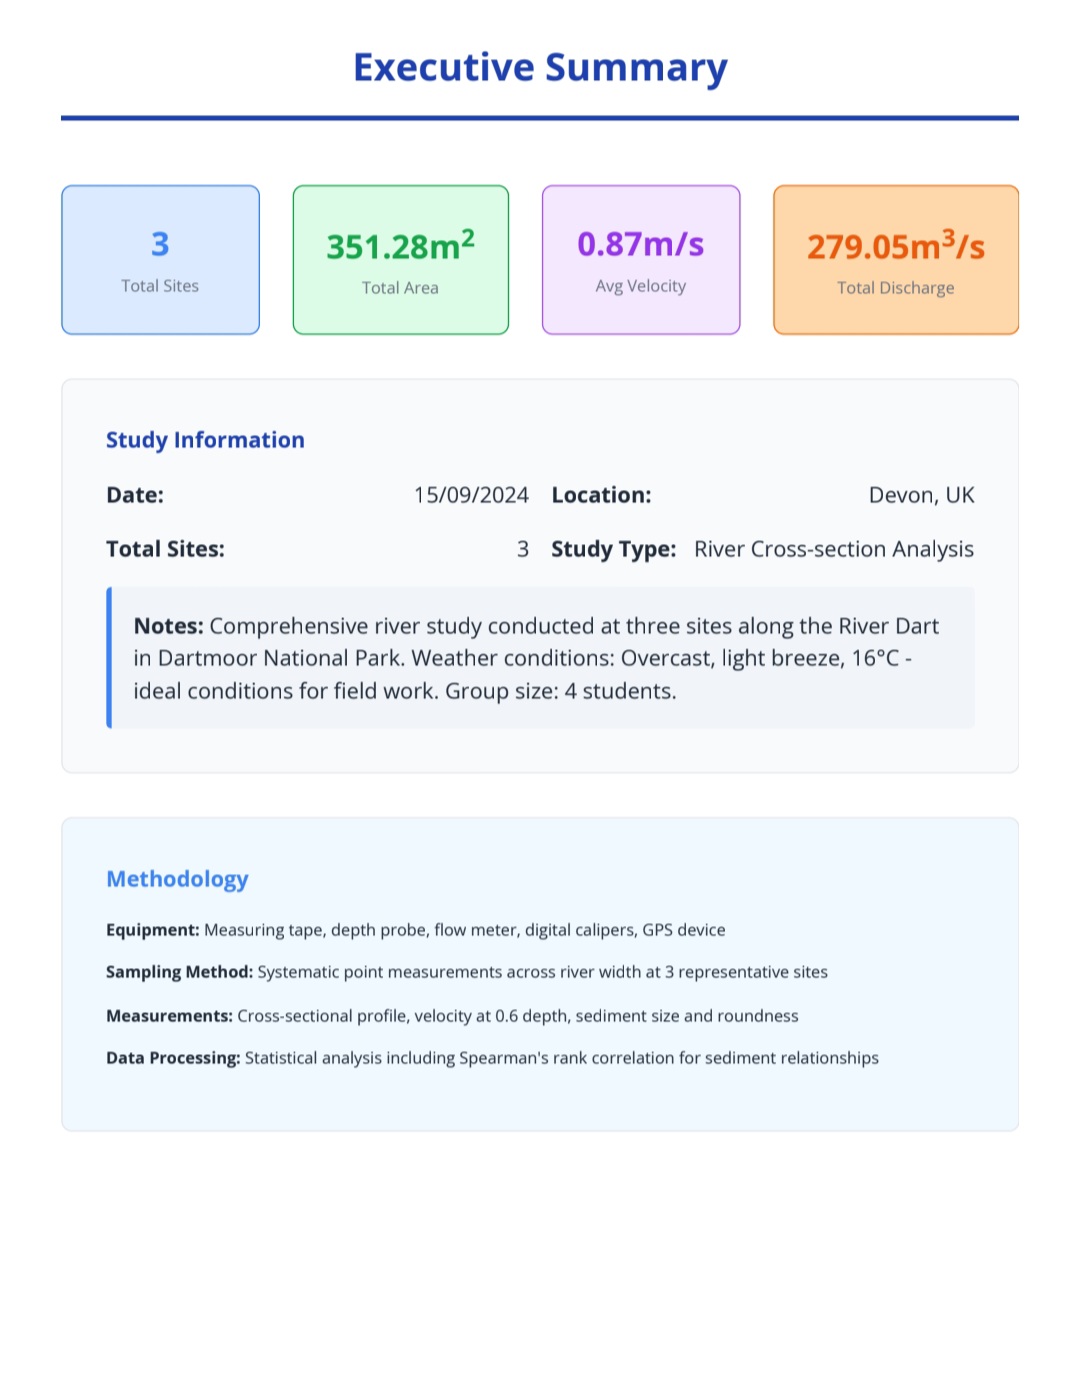 Executive Summary
3
Total Sites
351.28m²
Total Area
0.87m/s
Avg Velocity
279.05m³/s
Total Discharge
Study Information
Date: 15/09/2024 Location: Devon, UK
Total Sites: 3 Study Type: River Cross-section Analysis
Notes: Comprehensive river study conducted at three sites along the River Dart
in Dartmoor National Park. Weather conditions: Overcast, light breeze, 16°C -
ideal conditions for field work. Group size: 4 students.
Methodology
Equipment: Measuring tape, depth probe, flow meter, digital calipers, GPS device
Sampling Method: Systematic point measurements across river width at 3 representative sites
Measurements: Cross-sectional profile, velocity at 0.6 depth, sediment size and roundness
Data Processing: Statistical analysis including Spearman's rank correlation for sediment relationships